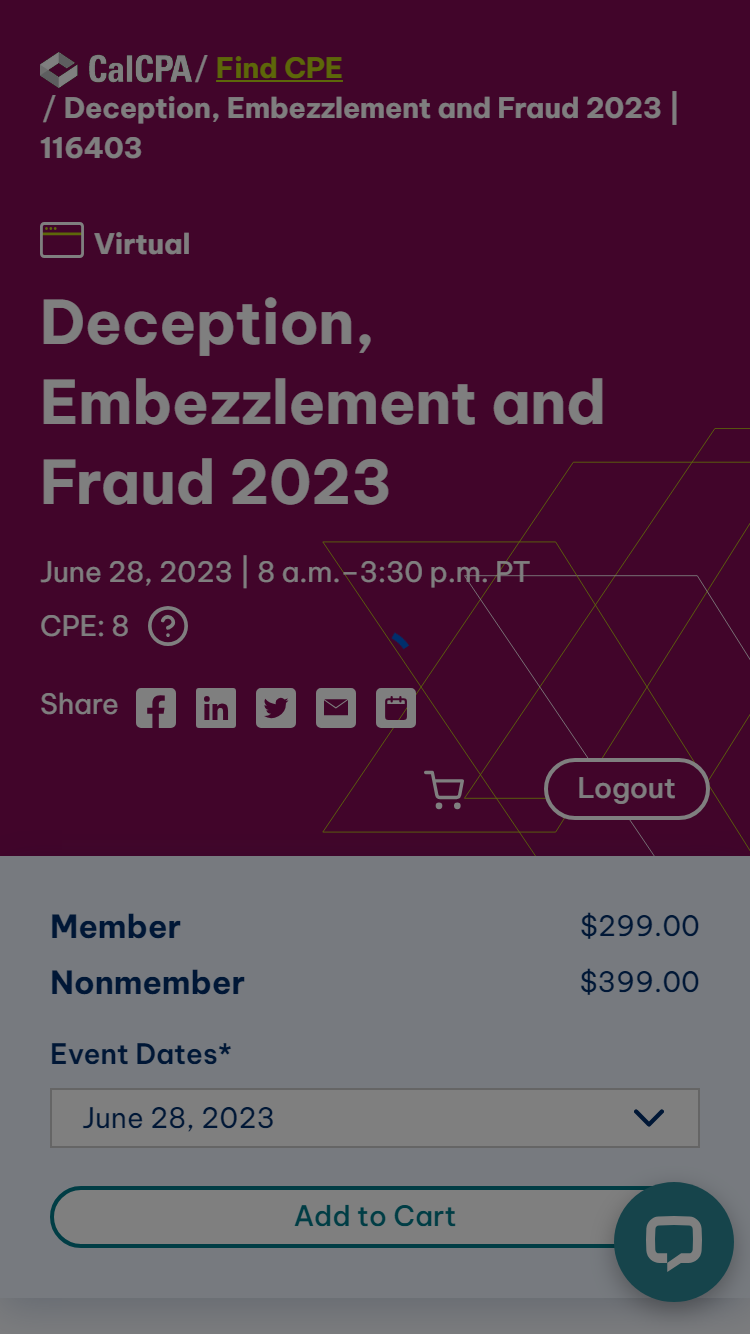 CalCPA / Find CPE
/ Deception, Embezzlement and Fraud 2023 |
116403
Virtual
Deception,
Embezzlement and
Fraud 2023
June 28, 2023 | 8 a.m.–3:30 p.m. PT
CPE: 8 ?
Share
Logout
Member $299.00
Nonmember $399.00
Event Dates*
June 28, 2023
Add to Cart